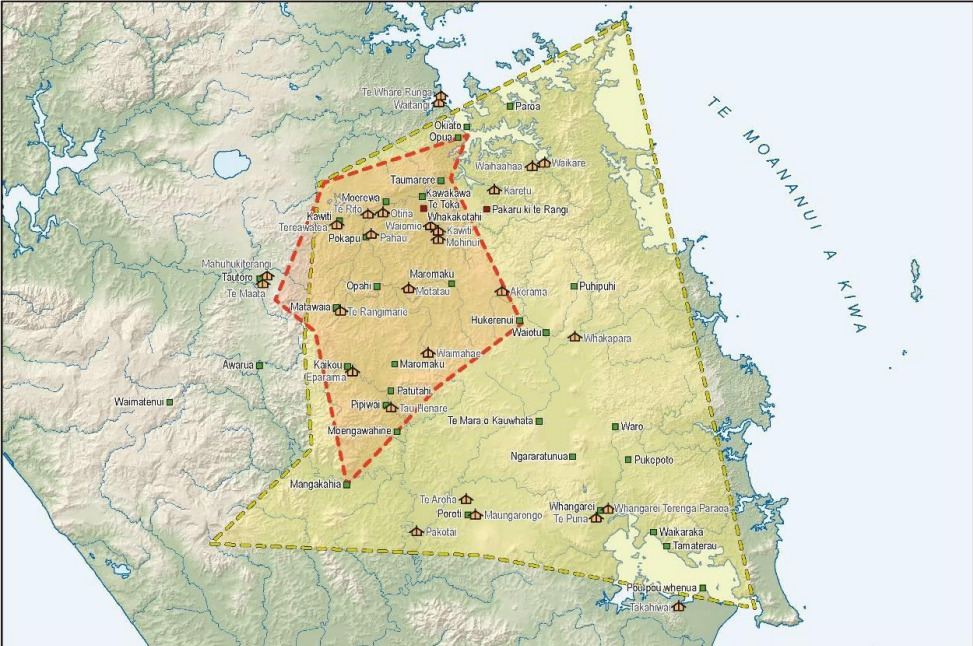 Te Whare Runga
Waitangi
Paroa
Okiato
Opua
TE MOANANUI A KIWA
Waihaahaa
Waikare
Taumarere
Karetu
Kawakawa
Moerewa
Te Toka
Whakakotahi
Pakaru ki te Rangi
Te Rito
Otiria
Kawiti
Tereawatea
Waiomio
Kawiti
Mohinui
Pokapu
Pahau
Mahuhukiterangi
Tautoro
Te Maata
Maromaku
Opahi
Motatau
Akerama
Puhipuhi
Matawaia
Te Rangimarie
Hukerenui
Waiotu
Whakapara
Waimahae
Awarua
Kaikou
Eparaima
Maromaku
Waimatenui
Patutahi
Pipiwai
Tau Henare
Te Mara o Kauwhata
Waro
Moengawahine
Ngararatunua
Pukepoto
Mangakahia
Te Aroha
Poroti
Maungarongo
Whangarei
Whangarei Terenga Paraoa
Te Puna
Pakotai
Waikaraka
Tamaterau
Poupou whenua
Takahiwai